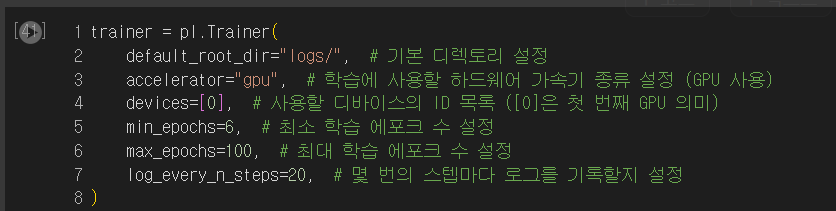 [41] 1 trainer = pl.Trainer(
2     default_root_dir="logs/",  # 기본 디렉토리 설정
3     accelerator="gpu",  # 학습에 사용할 하드웨어 가속기 종류 설정 (GPU 사용)
4     devices=[0],  # 사용할 디바이스의 ID 목록 ([0]은 첫 번째 GPU 의미)
5     min_epochs=6,  # 최소 학습 에포크 수 설정
6     max_epochs=100,  # 최대 학습 에포크 수 설정
7     log_every_n_steps=20,  # 몇 번의 스텝마다 로그를 기록할지 설정
8 )